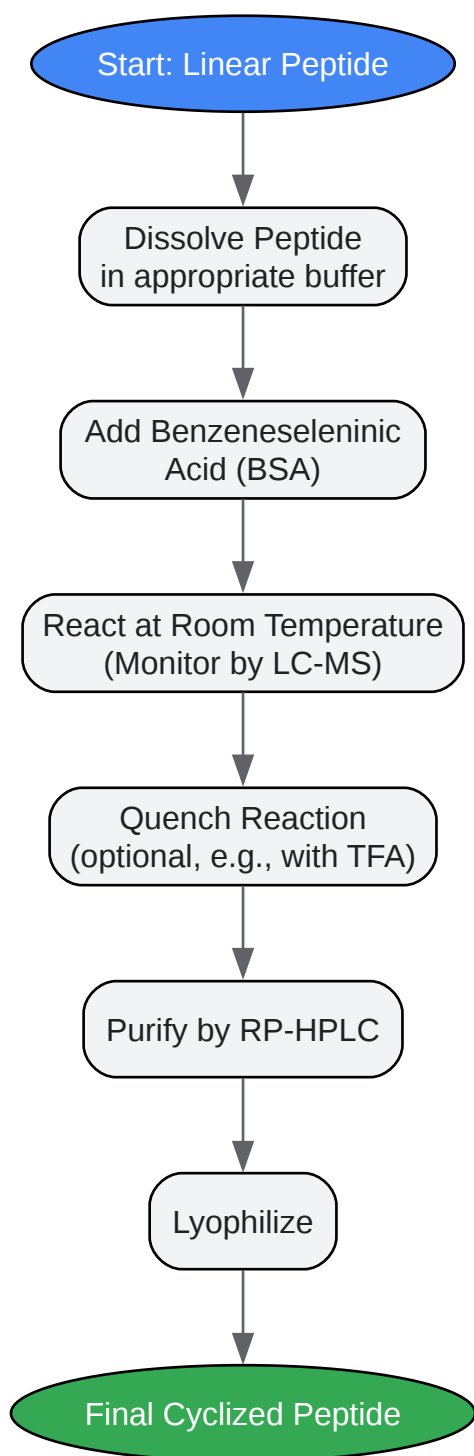 Start: Linear Peptide
Dissolve Peptide
in appropriate buffer
Add Benzeneseleninic
Acid (BSA)
React at Room Temperature
(Monitor by LC-MS)
Quench Reaction
(optional, e.g., with TFA)
Purify by RP-HPLC
Lyophilize
Final Cyclized Peptide